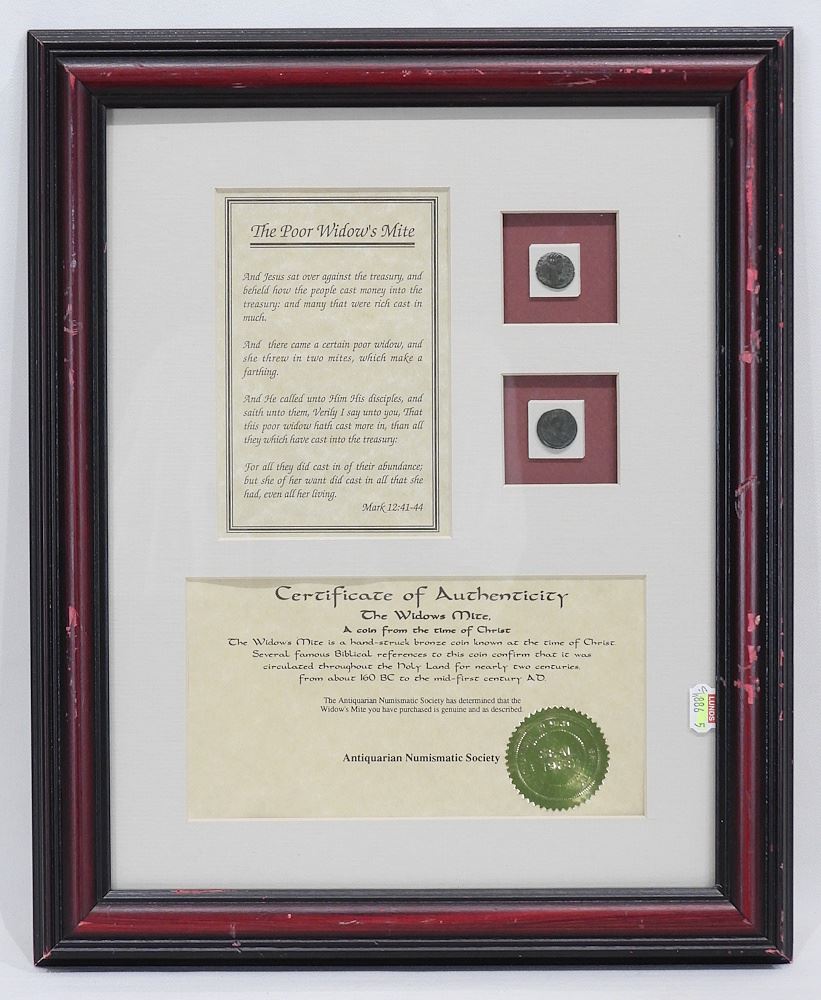 The Poor Widow's Mite
And Jesus sat over against the treasury, and
beheld how the people cast money into the
treasury: and many that were rich cast in
much.
And there came a certain poor widow, and
she threw in two mites, which make a
farthing.
And He called unto Him His disciples, and
saith unto them, Verily I say unto you, That
this poor widow hath cast more in, than all
they which have cast into the treasury:
For all they did cast in of their abundance;
but she of her want did cast in all that she
had, even all her living.
Mark 12:41-44
Certificate of Authenticity
The Widows Mite,
A coin from the time of Christ
The Widows Mite is a hand-struck bronze coin known at the time of Christ.
Several famous Biblical references to this coin confirm that it was
circulated throughout the Holy Land for nearly two centuries,
from about 160 BC to the mid-first century A.D.
The Antiquarian Numismatic Society has determined that the
Widow's Mite you have purchased is genuine and as described.
Antiquarian Numismatic Society
LUNDS